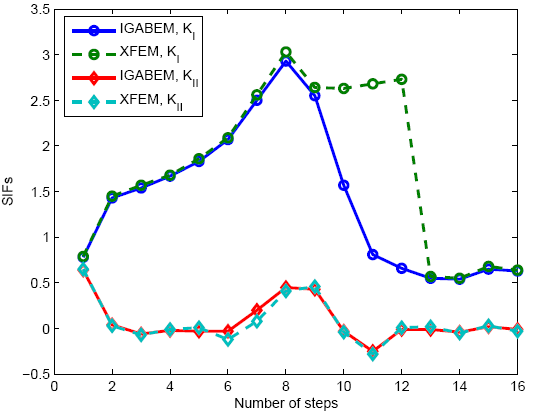 IGABEM, K_I
XFEM, K_I
IGABEM, K_II
XFEM, K_II
SIFs
3.5
3
2.5
2
1.5
1
0.5
0
−0.5
0 2 4 6 8 10 12 14 16
Number of steps